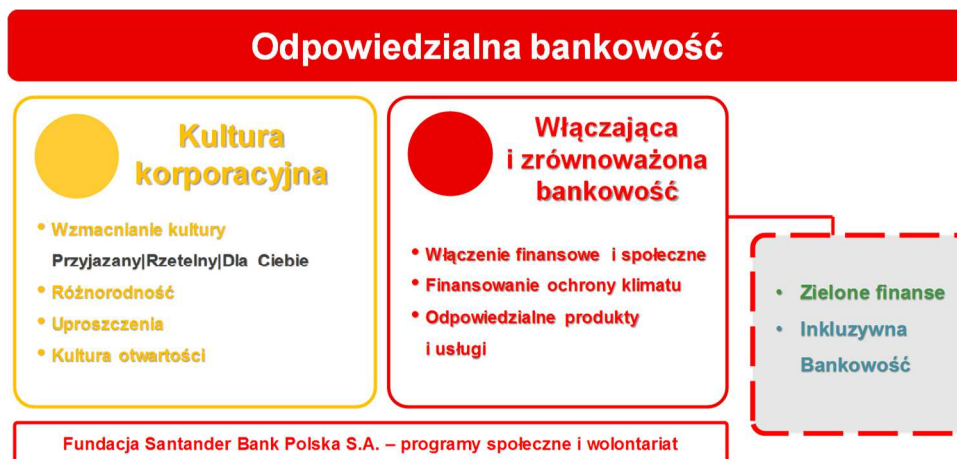 Odpowiedzialna bankowość
Kultura
korporacyjna
• Wzmacnianie kultury
Przyjazany|Rzetelny|Dla Ciebie
• Różnorodność
• Uproszczenia
• Kultura otwartości
Włączająca
i zrównoważona
bankowość
• Włączenie finansowe i społeczne
• Finansowanie ochrony klimatu
• Odpowiedzialne produkty
i usługi
• Zielone finanse
• Inkluzywna
Bankowość
Fundacja Santander Bank Polska S.A. – programy społeczne i wolontariat